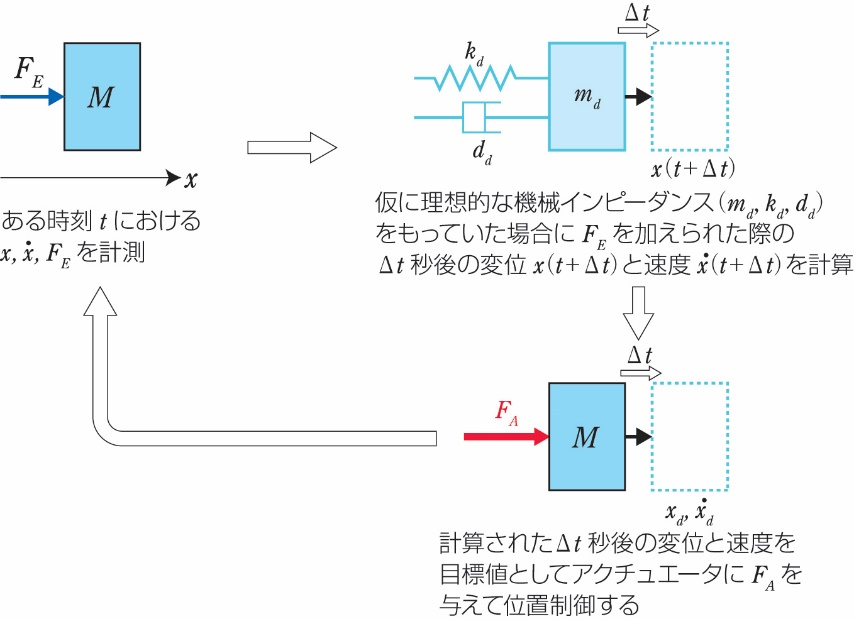 F_E
M
x
ある時刻 t における
x, ẋ, F_E を計測
Δt
k_d
m_d
d_d
x(t+Δt)
仮に理想的な機械インピーダンス(m_d, k_d, d_d)
をもっていた場合に F_E を加えられた際の
Δt 秒後の変位 x(t+Δt)と速度 ẋ(t+Δt)を計算
Δt
F_A
M
x_d, ẋ_d
計算されたΔt 秒後の変位と速度を
目標値としてアクチュエータに F_A を
与えて位置制御する